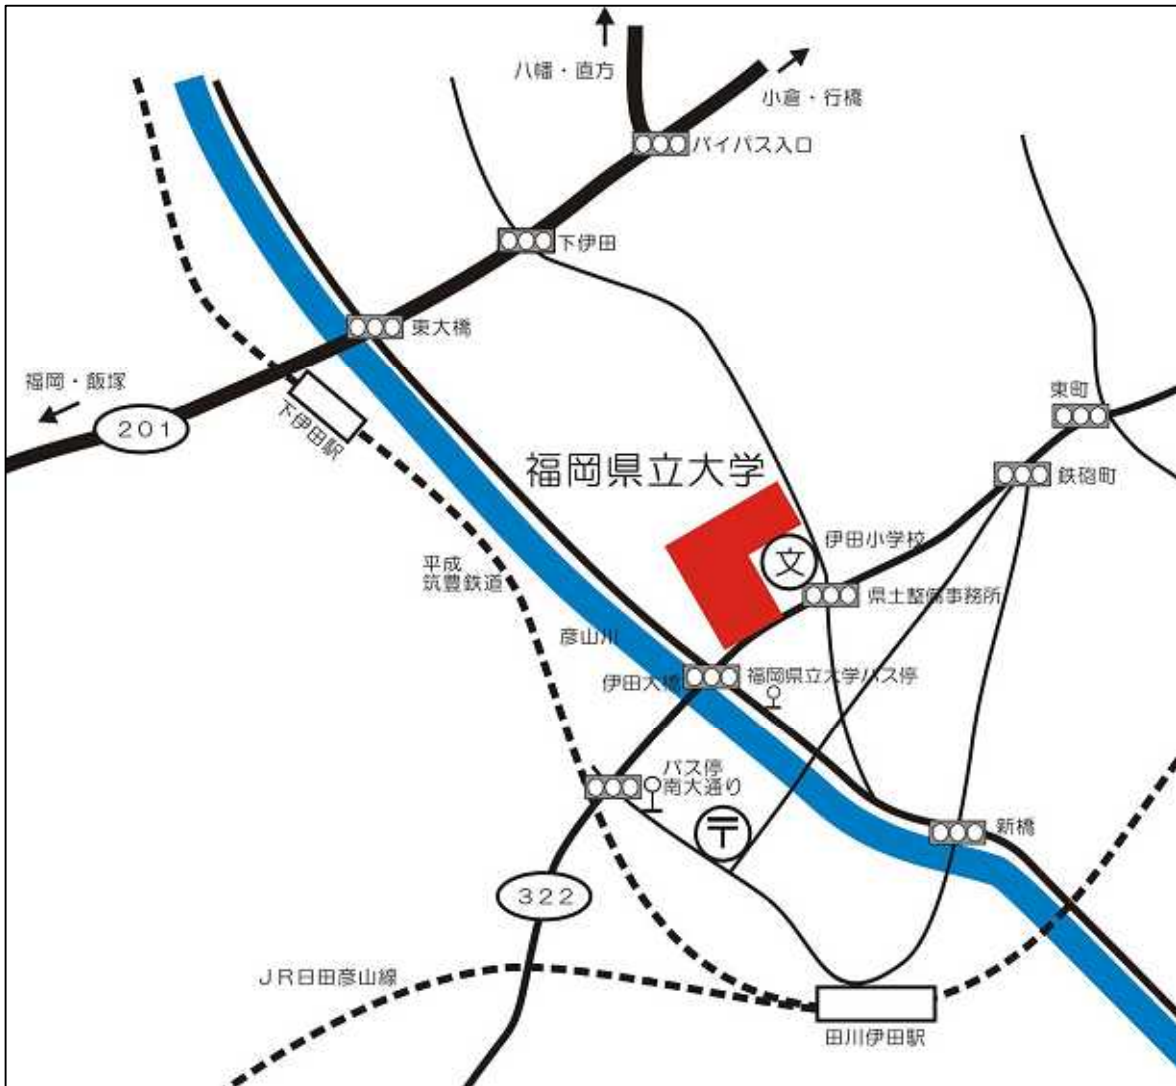 八幡・直方
小倉・行橋
バイパス入口
下伊田
東大橋
福岡・飯塚
201
下伊田駅
東町
鉄砲町
福岡県立大学
文
伊田小学校
県土整備事務所
平成
筑豊鉄道
彦山川
伊田大橋
福岡県立大学バス停
バス停
南大通り
〒
新橋
322
JR日田彦山線
田川伊田駅